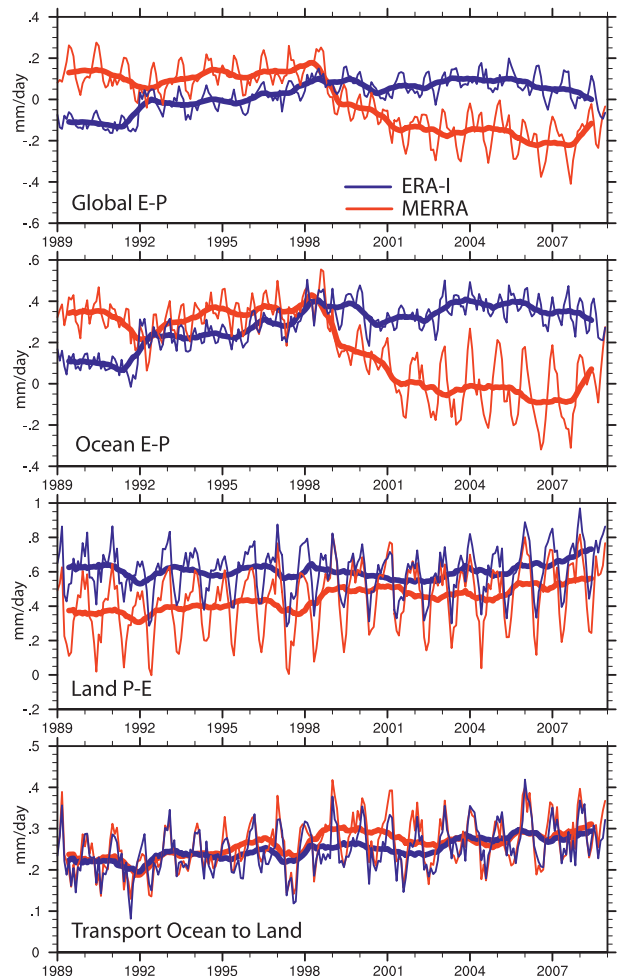 .4
.2
0
-.2
-.4
-.6
mm/day
Global E-P
ERA-I
MERRA
1989 1992 1995 1998 2001 2004 2007
.6
.4
.2
0
-.2
-.4
mm/day
Ocean E-P
1989 1992 1995 1998 2001 2004 2007
1
.8
.6
.4
.2
0
-.2
mm/day
Land P-E
1989 1992 1995 1998 2001 2004 2007
.5
.4
.3
.2
.1
0
mm/day
Transport Ocean to Land
1989 1992 1995 1998 2001 2004 2007